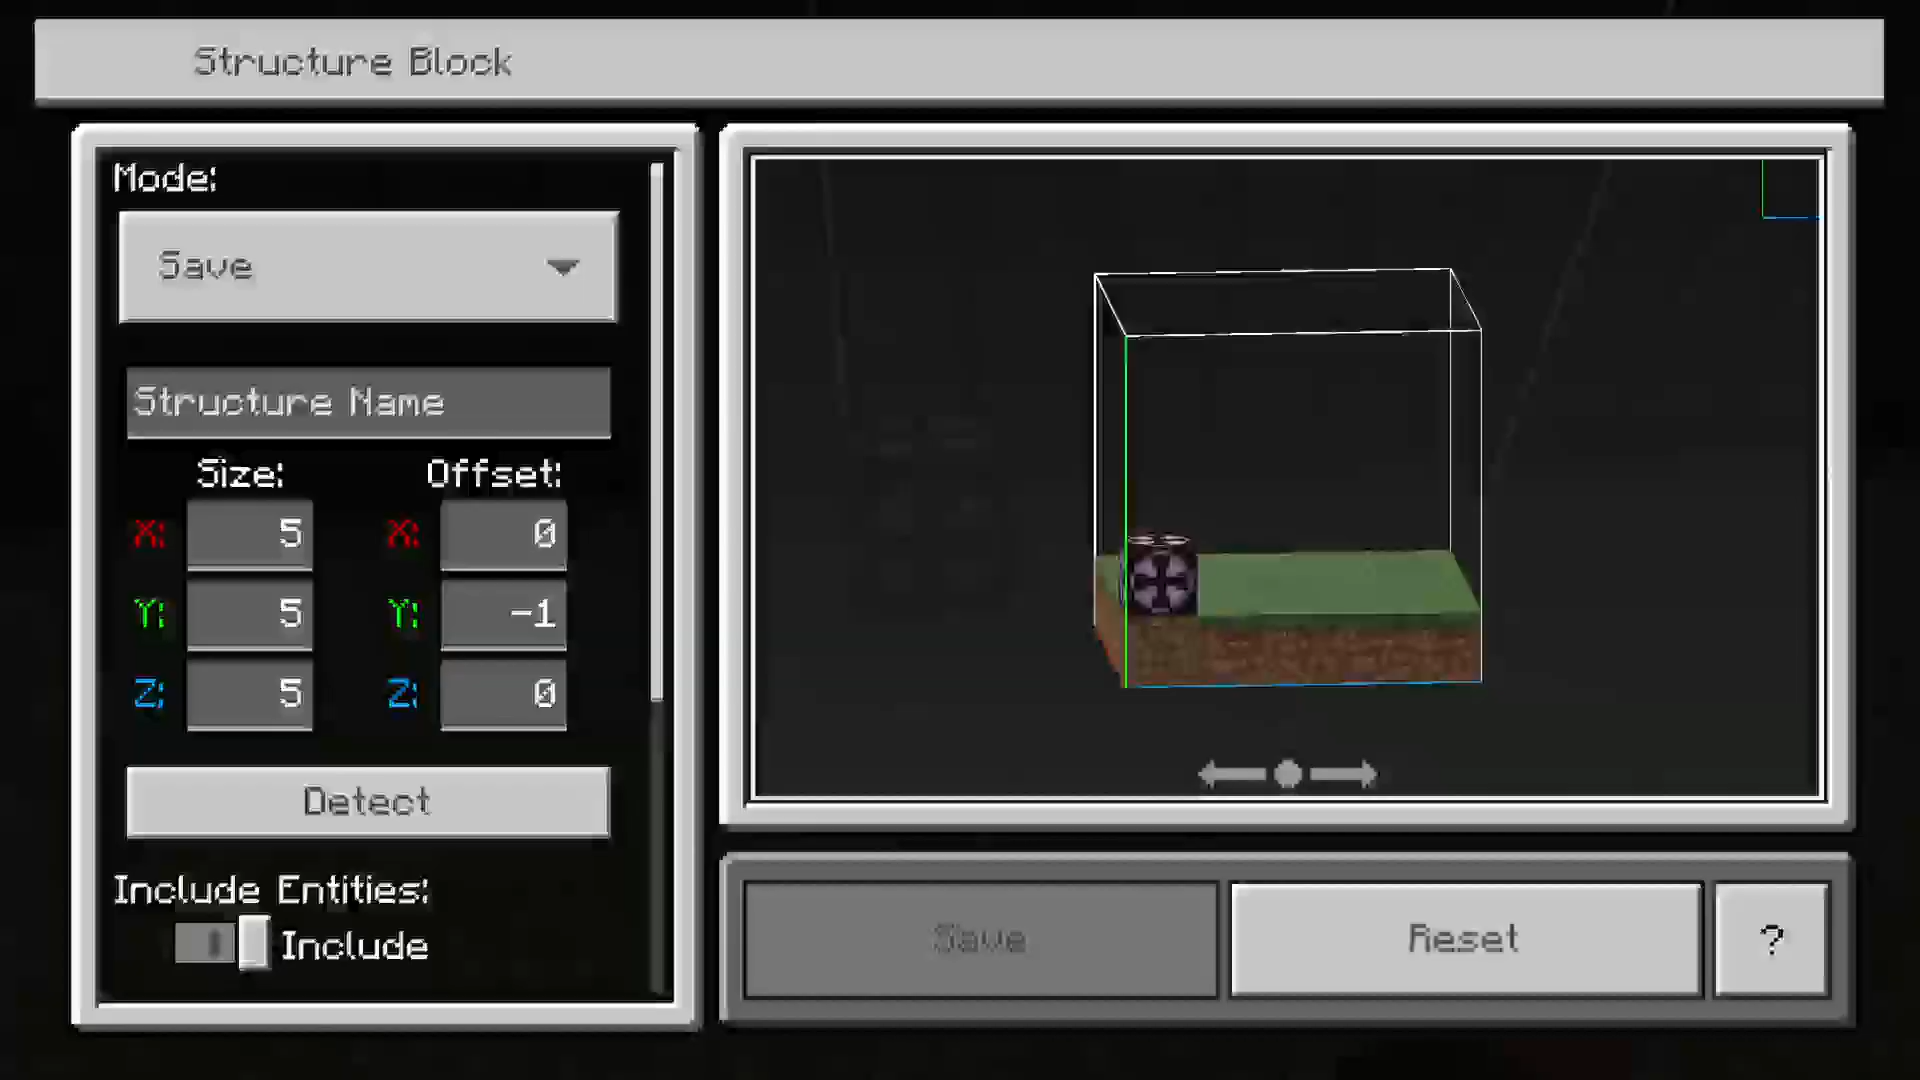 Structure Block
Mode:
Save
Structure Name
Size: Offset:
X: 5 X: 0
Y: 5 Y: -1
Z: 5 Z: 0
Detect
Include Entities:
Include
Save Reset ?